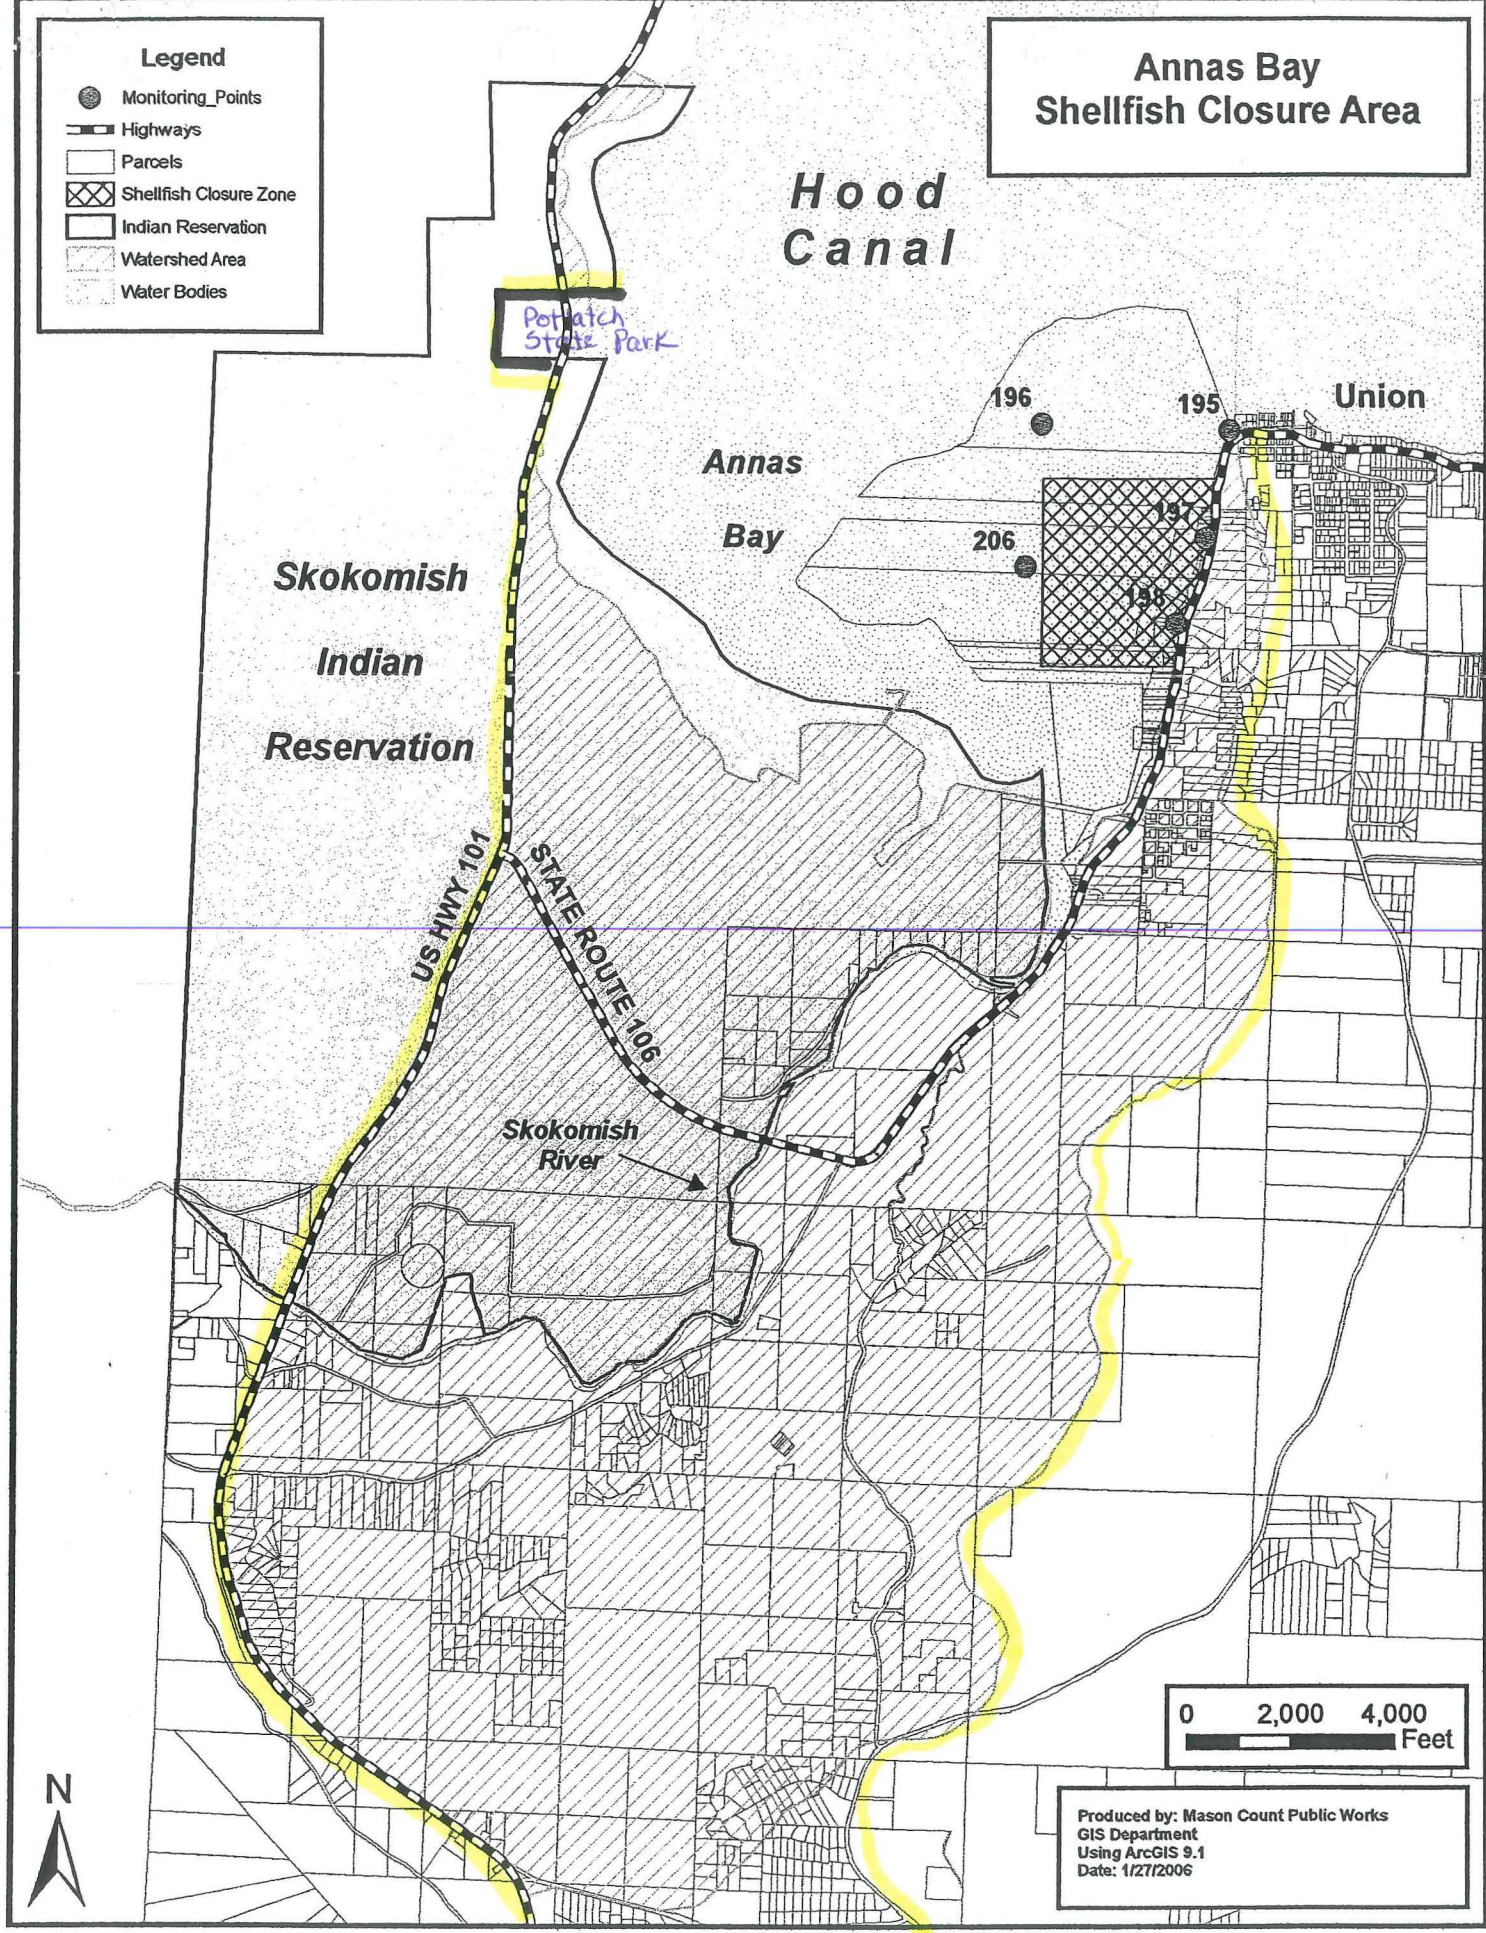 Legend
Monitoring_Points
Highways
Parcels
Shellfish Closure Zone
Indian Reservation
Watershed Area
Water Bodies
Annas Bay
Shellfish Closure Area
Hood
Canal
Potlatch
State Park
196
195
Union
Annas
Bay
197
206
198
Skokomish
Indian
Reservation
US HWY 101
STATE ROUTE 106
Skokomish
River
0 2,000 4,000
Feet
N
Produced by: Mason Count Public Works
GIS Department
Using ArcGIS 9.1
Date: 1/27/2006